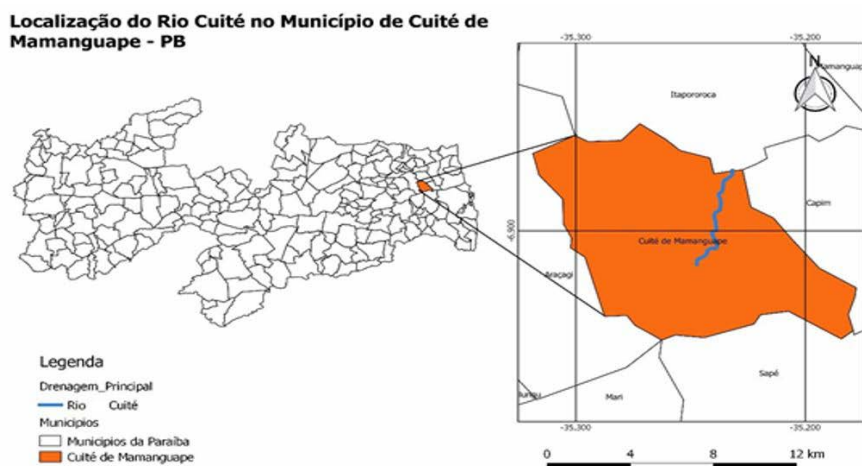 Localização do Rio Cuité no Município de Cuité de
Mamanguape - PB
-35,300
-35,200
N
Mamanguape
Itapororoca
Capim
-6,900
Cuité de Mamanguape
Araçagi
Sapé
Mari
-35,300
-35,200
0 4 8 12 km
Legenda
Drenagem_Principal
Rio Cuité
Municipios
Municipios da Paraíba
Cuité de Mamanguape